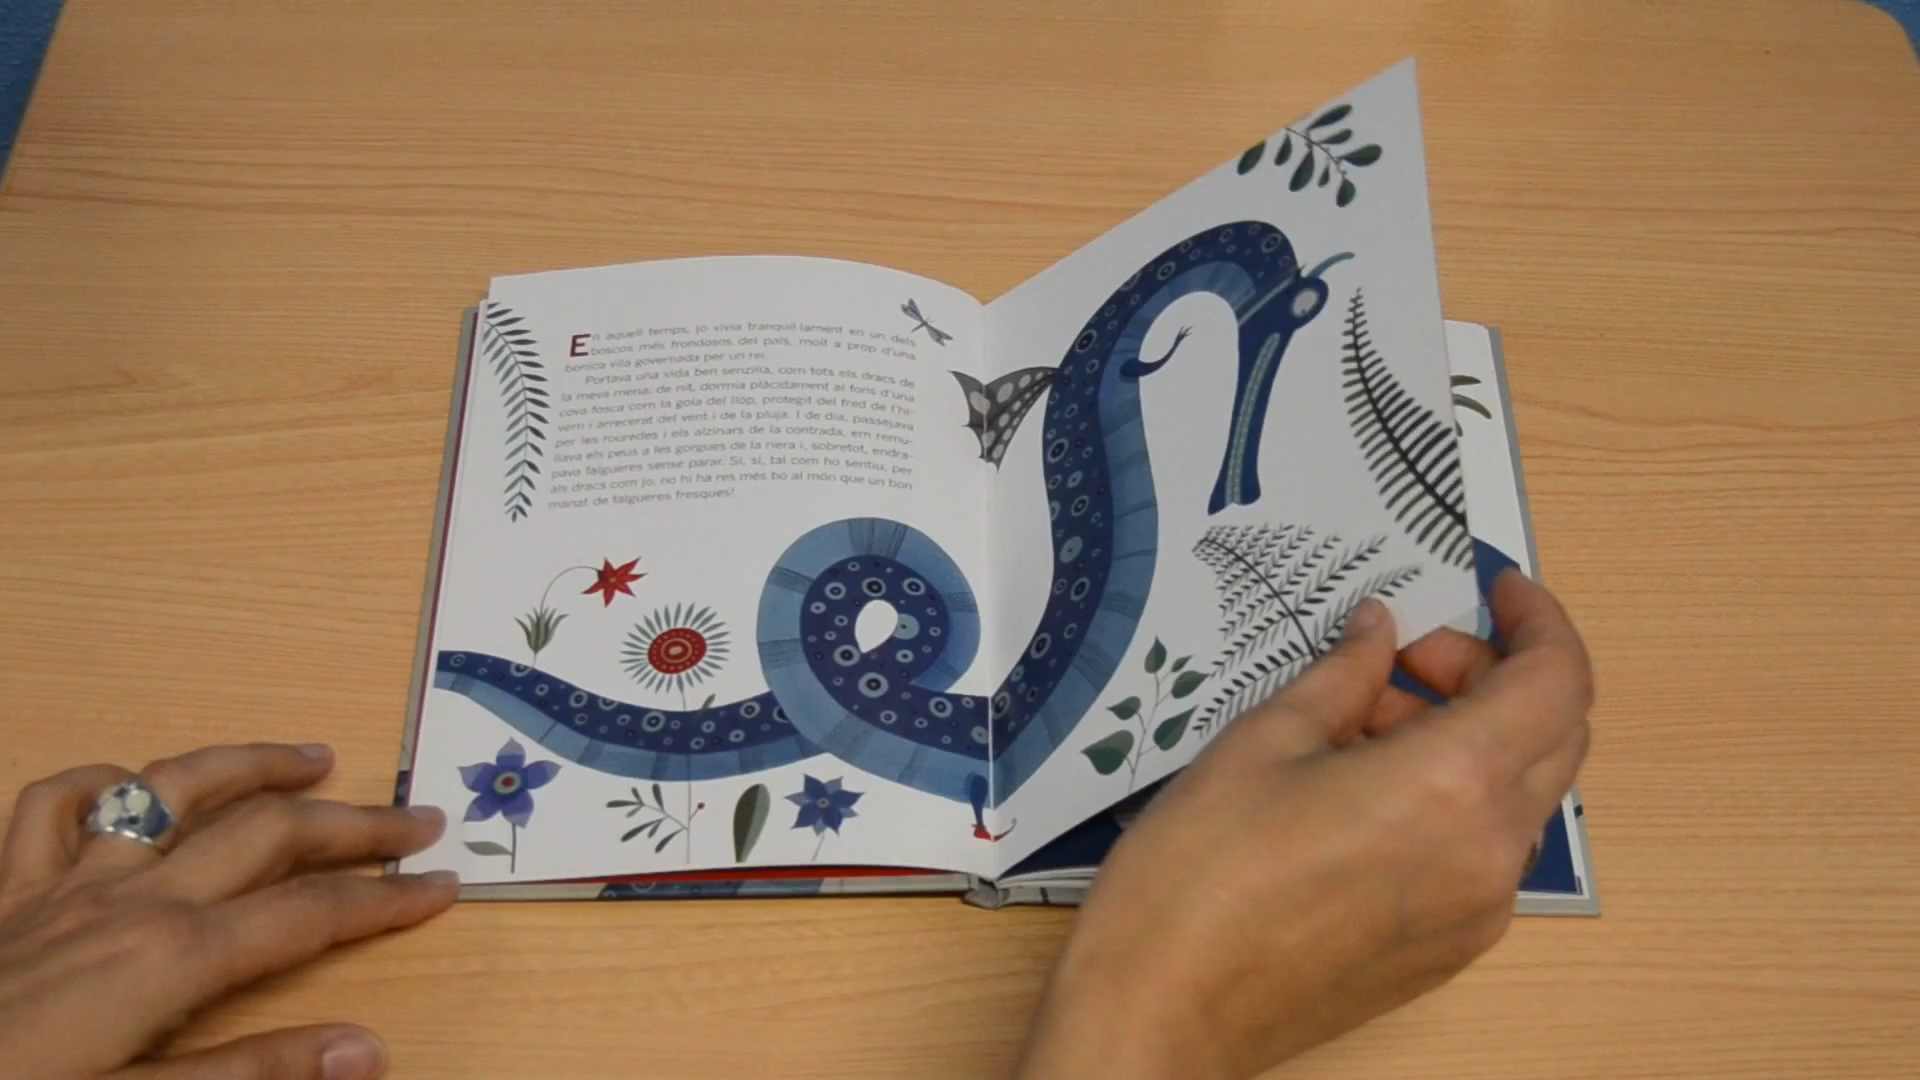 En aquell temps, jo vivia tranquil·lament en un dels
boscos més frondosos del país, molt a prop d'una
bonica vila governada per un rei.
Portava una vida ben senzilla, com tots els dracs de
la meva mena: de nit, dormia plàcidament al fons d'una
cova fosca com la gola del llop, protegit del fred de l'hi-
vern i arrecerat del vent i de la pluja. I de dia, passejava
per les rouredes i els alzinars de la contrada, em remu-
llava els peus a les gorgues de la riera i, sobretot, endra-
pava falgueres sense parar. Sí, sí, tal com ho sentiu, per
als dracs com jo, no hi ha res més bo al món que un bon
manat de falgueres fresques!